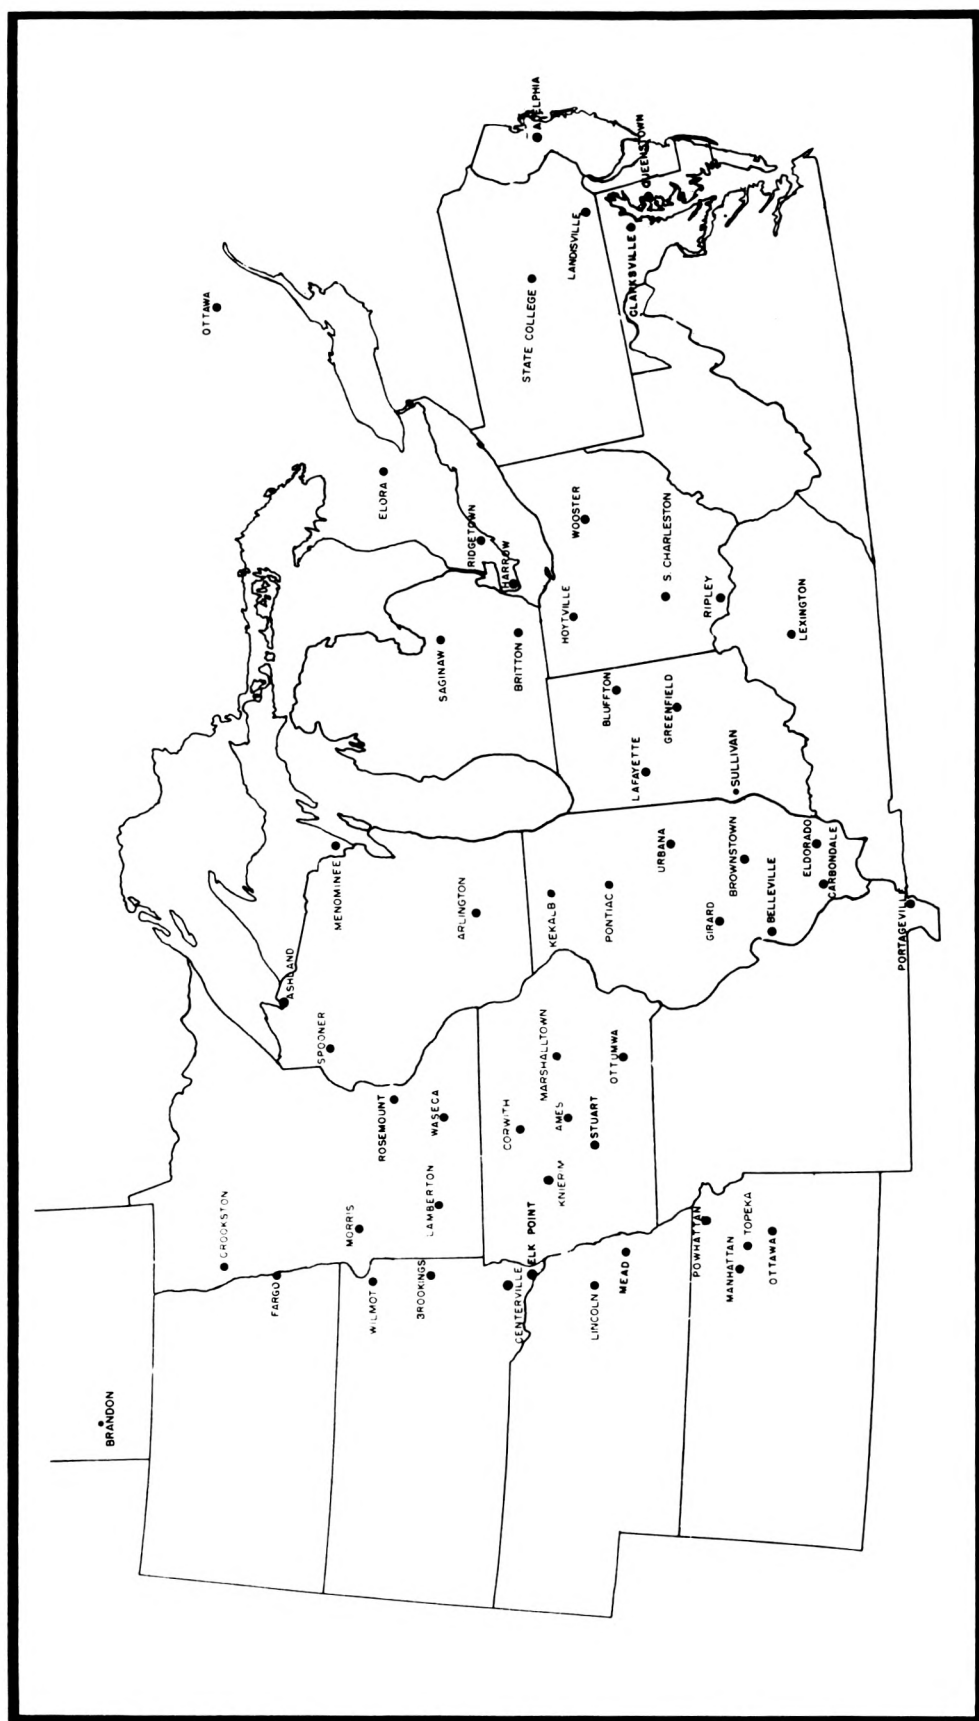 BRANDON
CROOKSTON
FARGO
MORRIS
WILMOT
BROOKINGS
LAMBERTON
ROSEMOUNT
WASECA
CENTERVILLE
ELK POINT
CORWITH
KNIERIM
AMES
MARSHALLTOWN
STUART
OTTUMWA
LINCOLN
MEAD
POWHATTAN
MANHATTAN
TOPEKA
OTTAWA
SPOONER
ASHLAND
MENOMINEE
ARLINGTON
KEKALB
PONTIAC
URBANA
GIRARD
BROWNSTOWN
BELLEVILLE
ELDORADO
CARBONDALE
PORTAGEVILLE
SAGINAW
BRITTON
BLUFFTON
LAFAYETTE
GREENFIELD
SULLIVAN
OTTAWA
ELORA
RIDGETOWN
HARROW
WOOSTER
HOYTVILLE
S. CHARLESTON
RIPLEY
LEXINGTON
STATE COLLEGE
LANDISVILLE
ADELPHIA
CLARKSVILLE
QUEENSTOWN